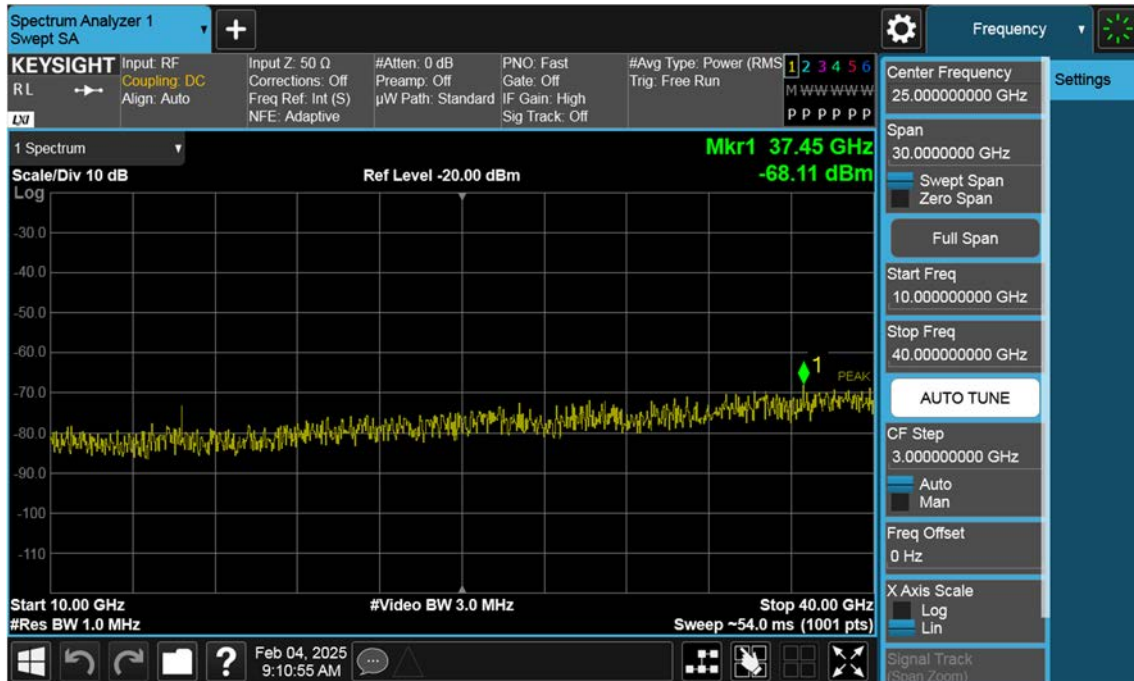 Spectrum Analyzer 1
Swept SA
Frequency
KEYSIGHT
RL
LXI
Input: RF
Coupling: DC
Align: Auto
Input Z: 50 Ω
Corrections: Off
Freq Ref: Int (S)
NFE: Adaptive
#Atten: 0 dB
Preamp: Off
µW Path: Standard
PNO: Fast
Gate: Off
IF Gain: High
Sig Track: Off
#Avg Type: Power (RMS
Trig: Free Run
1 2 3 4 5 6
M W W W W W
P P P P P P
1 Spectrum
Mkr1 37.45 GHz
-68.11 dBm
Scale/Div 10 dB
Ref Level -20.00 dBm
Log
-30.0
-40.0
-50.0
-60.0
-70.0
-80.0
-90.0
-100
-110
1
PEAK
Start 10.00 GHz
#Video BW 3.0 MHz
Stop 40.00 GHz
#Res BW 1.0 MHz
Sweep ~54.0 ms (1001 pts)
Center Frequency
25.000000000 GHz
Settings
Span
30.0000000 GHz
Swept Span
Zero Span
Full Span
Start Freq
10.000000000 GHz
Stop Freq
40.000000000 GHz
AUTO TUNE
CF Step
3.000000000 GHz
Auto
Man
Freq Offset
0 Hz
X Axis Scale
Log
Lin
Signal Track
(Span Zoom)
?
Feb 04, 2025
9:10:55 AM